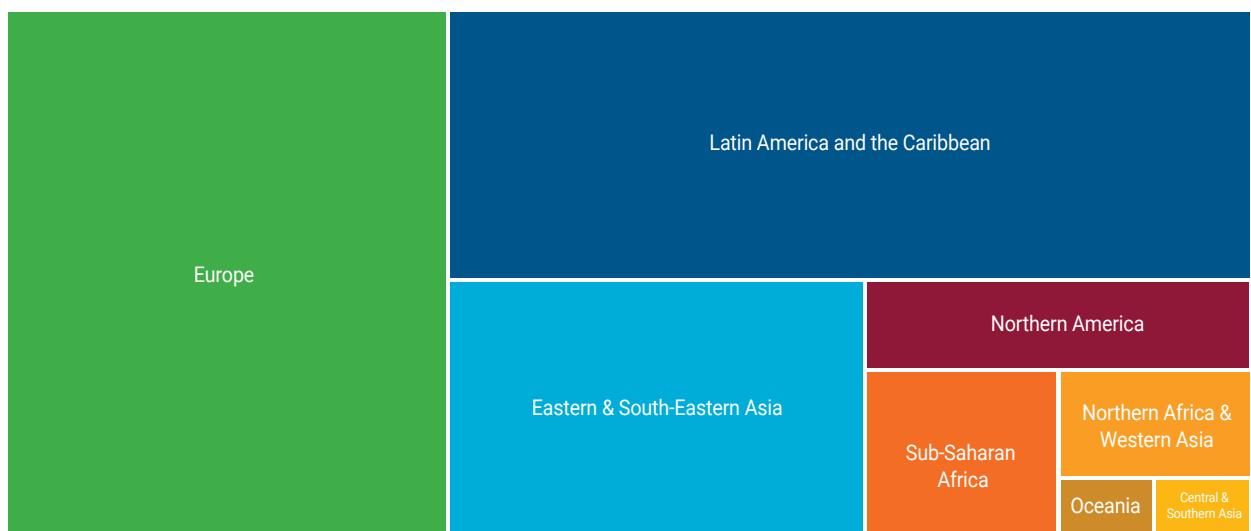 Latin America and the Caribbean
Europe
Northern America
Eastern & South-Eastern Asia
Northern Africa &
Western Asia
Sub-Saharan
Africa
Oceania
Central &
Southern Asia